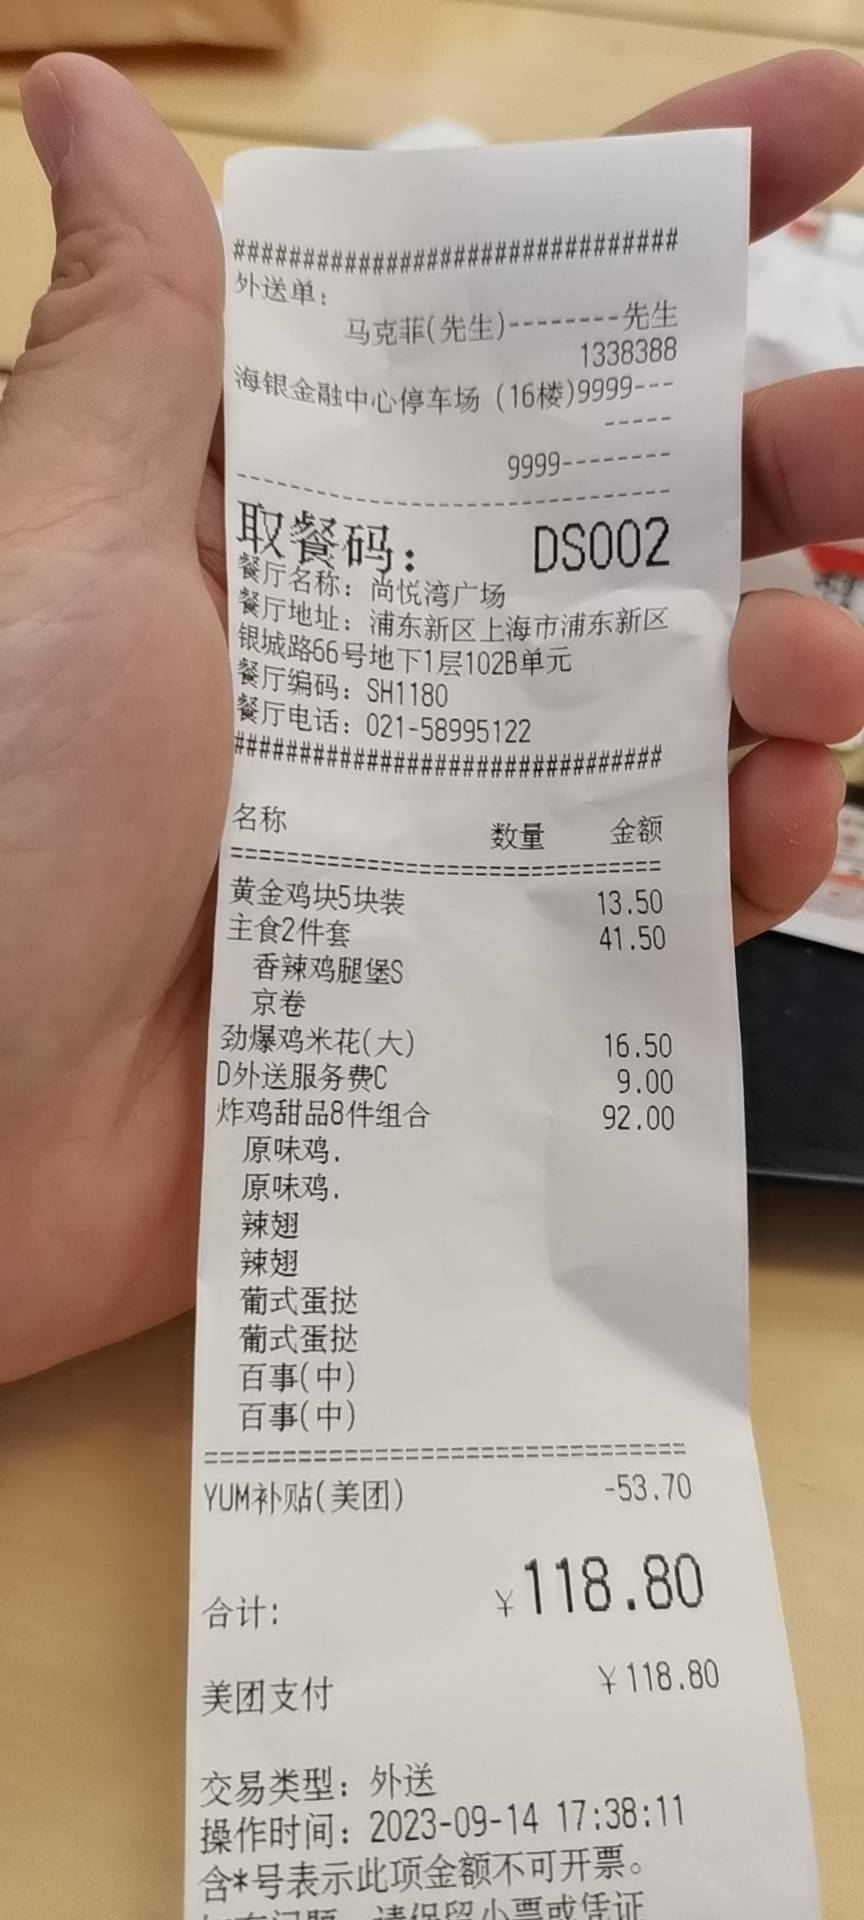 ################################
外送单:
马克菲(先生)--------先生
1338388
海银金融中心停车场 (16楼)9999---
-----
9999--------
--------------------------------
取餐码: DS002
餐厅名称: 尚悦湾广场
餐厅地址: 浦东新区上海市浦东新区
银城路66号地下1层102B单元
餐厅编码: SH1180
餐厅电话: 021-58995122
################################
名称 数量 金额
================================
黄金鸡块5块装 13.50
主食2件套 41.50
香辣鸡腿堡S
京卷
劲爆鸡米花(大) 16.50
D外送服务费C 9.00
炸鸡甜品8件组合 92.00
原味鸡.
原味鸡.
辣翅
辣翅
葡式蛋挞
葡式蛋挞
百事(中)
百事(中)
================================
YUM补贴(美团) -53.70
合计: ¥118.80
美团支付 ¥118.80
交易类型: 外送
操作时间: 2023-09-14 17:38:11
含*号表示此项金额不可开票。
请保留小票或凭证